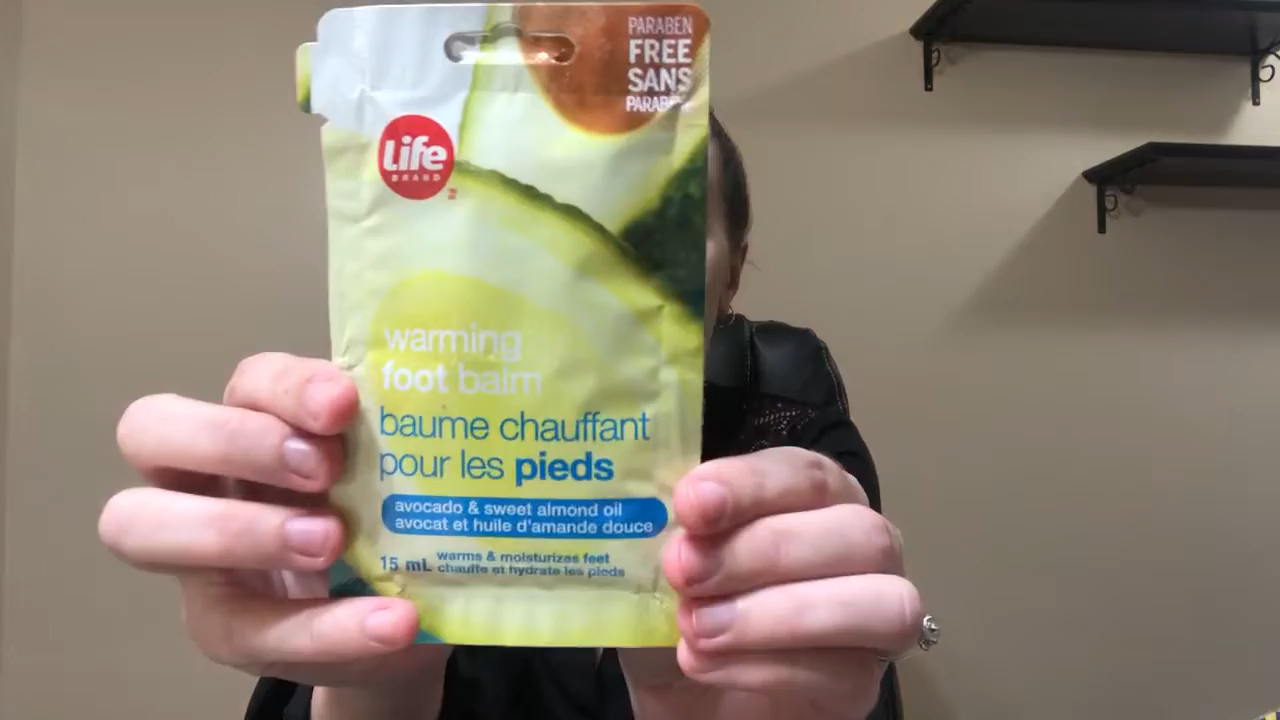 PARABEN
FREE
SANS
PARABEN
Life
BRAND
warming
foot balm
baume chauffant
pour les pieds
avocado & sweet almond oil
avocat et huile d'amande douce
15 mL warms & moisturizes feet
chauffe et hydrate les pieds